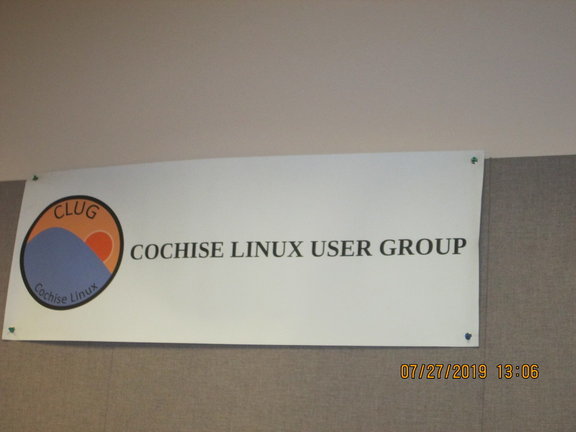 CLUG
Cochise Linux
COCHISE LINUX USER GROUP
07/27/2019 13:06